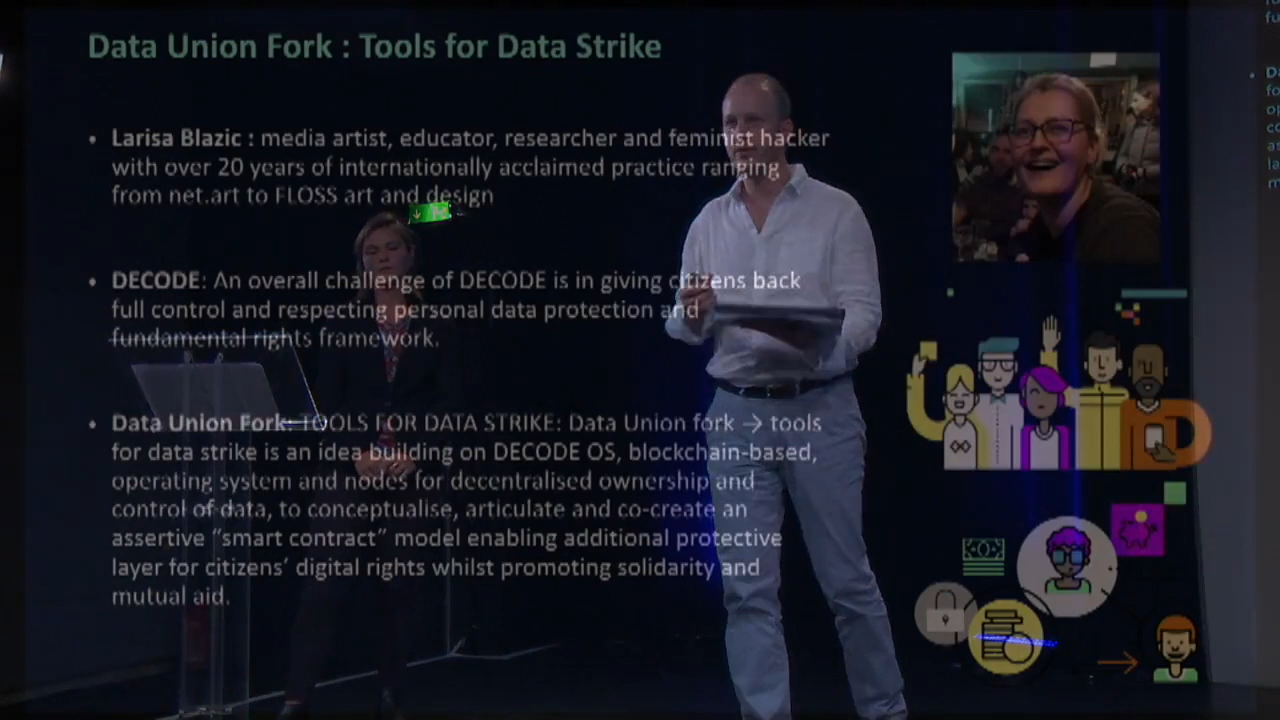 Data Union Fork : Tools for Data Strike
• Larisa Blazic : media artist, educator, researcher and feminist hacker
with over 20 years of internationally acclaimed practice ranging
from net.art to FLOSS art and design
• DECODE: An overall challenge of DECODE is in giving citizens back
full control and respecting personal data protection and
fundamental rights framework.
• Data Union Fork: TOOLS FOR DATA STRIKE: Data Union fork → tools
for data strike is an idea building on DECODE OS, blockchain-based,
operating system and nodes for decentralised ownership and
control of data, to conceptualise, articulate and co-create an
assertive “smart contract” model enabling additional protective
layer for citizens’ digital rights whilst promoting solidarity and
mutual aid.